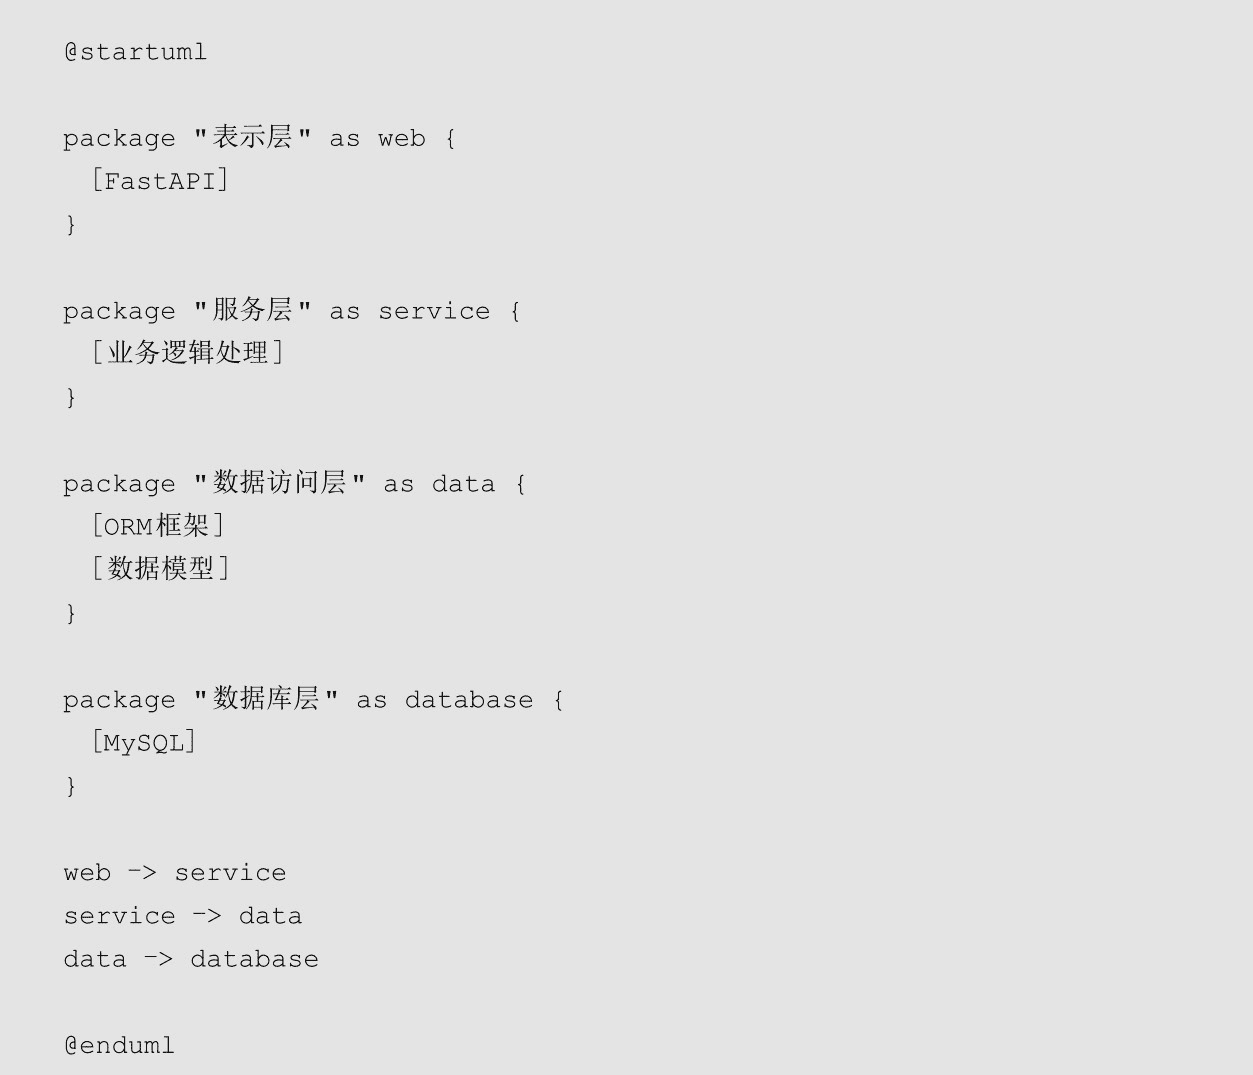 @startuml
package "表示层" as web {
[FastAPI]
}
package "服务层" as service {
[业务逻辑处理]
}
package "数据访问层" as data {
[ORM框架]
[数据模型]
}
package "数据库层" as database {
[MySQL]
}
web -> service
service -> data
data -> database
@enduml